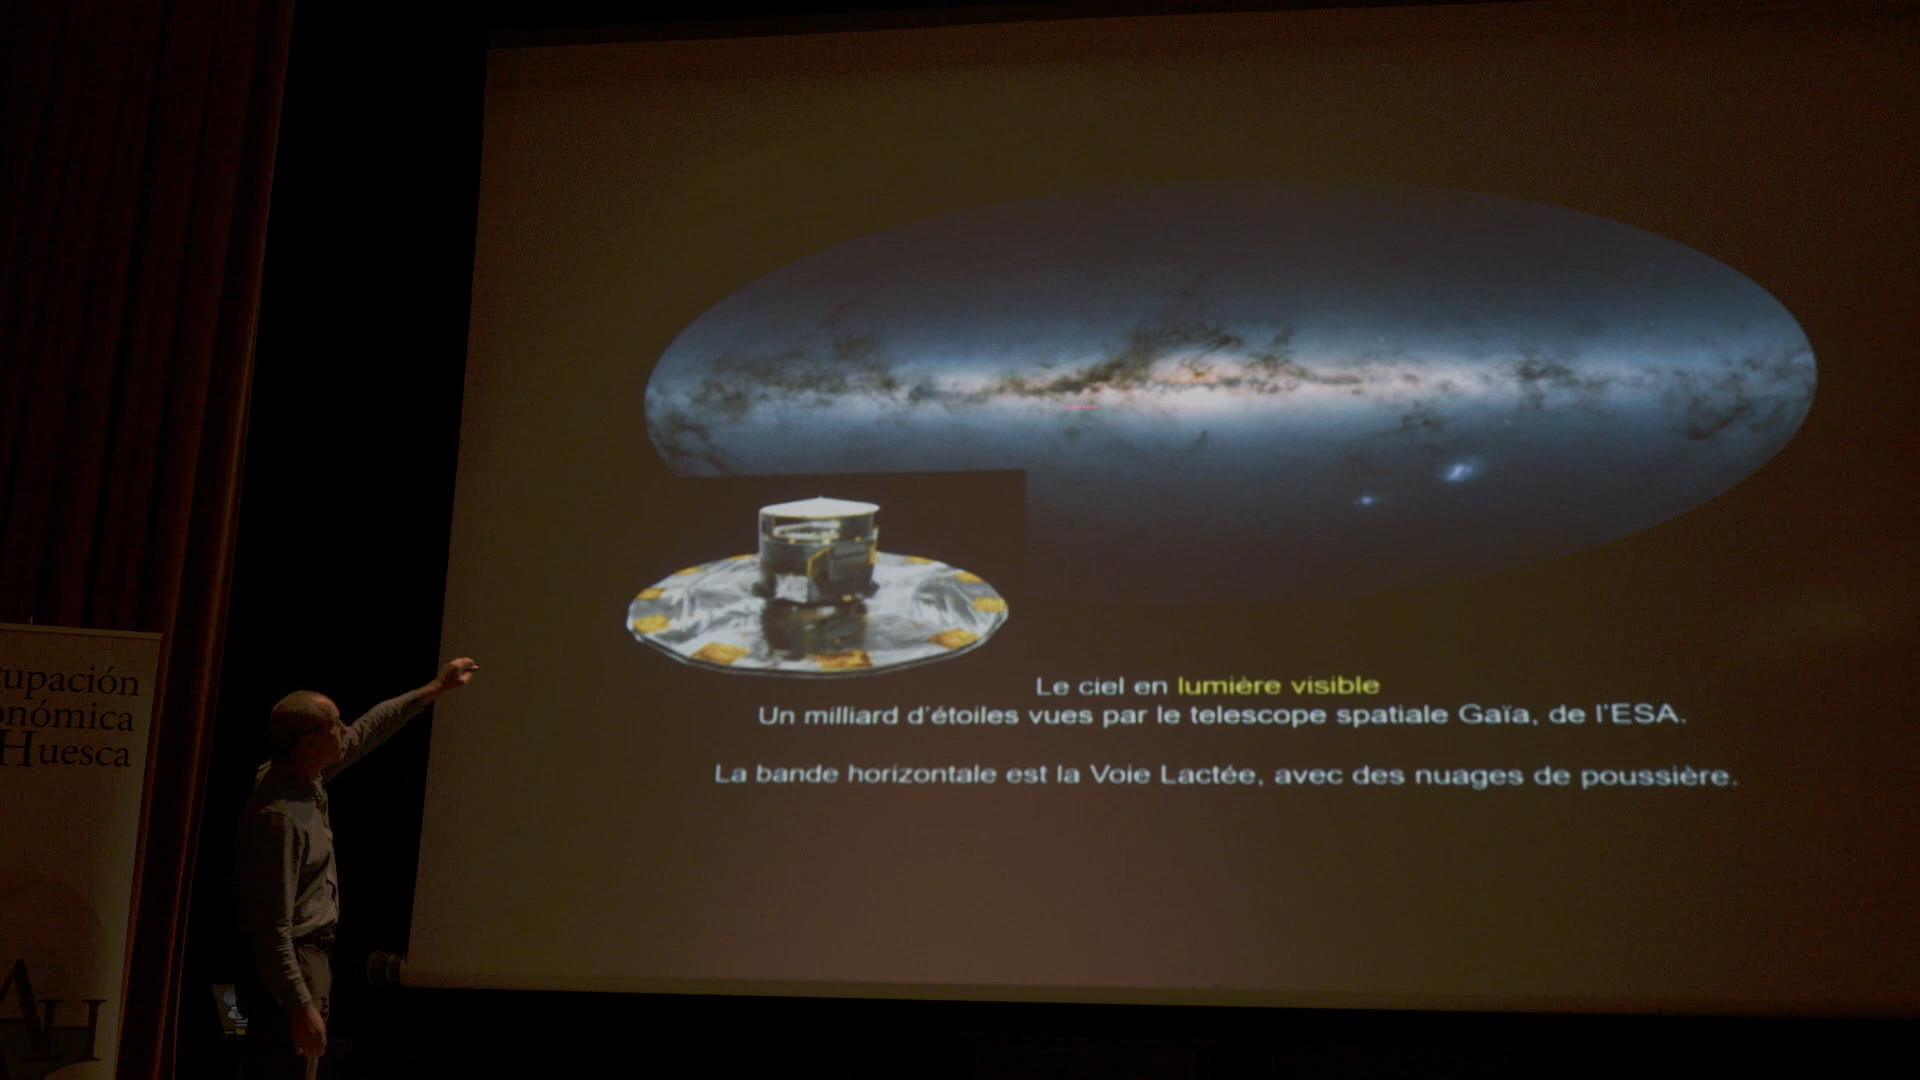 upación
onómica
Huesca
Le ciel en lumière visible
Un milliard d'étoiles vues par le telescope spatiale Gaïa, de l'ESA.
La bande horizontale est la Voie Lactée, avec des nuages de poussière.